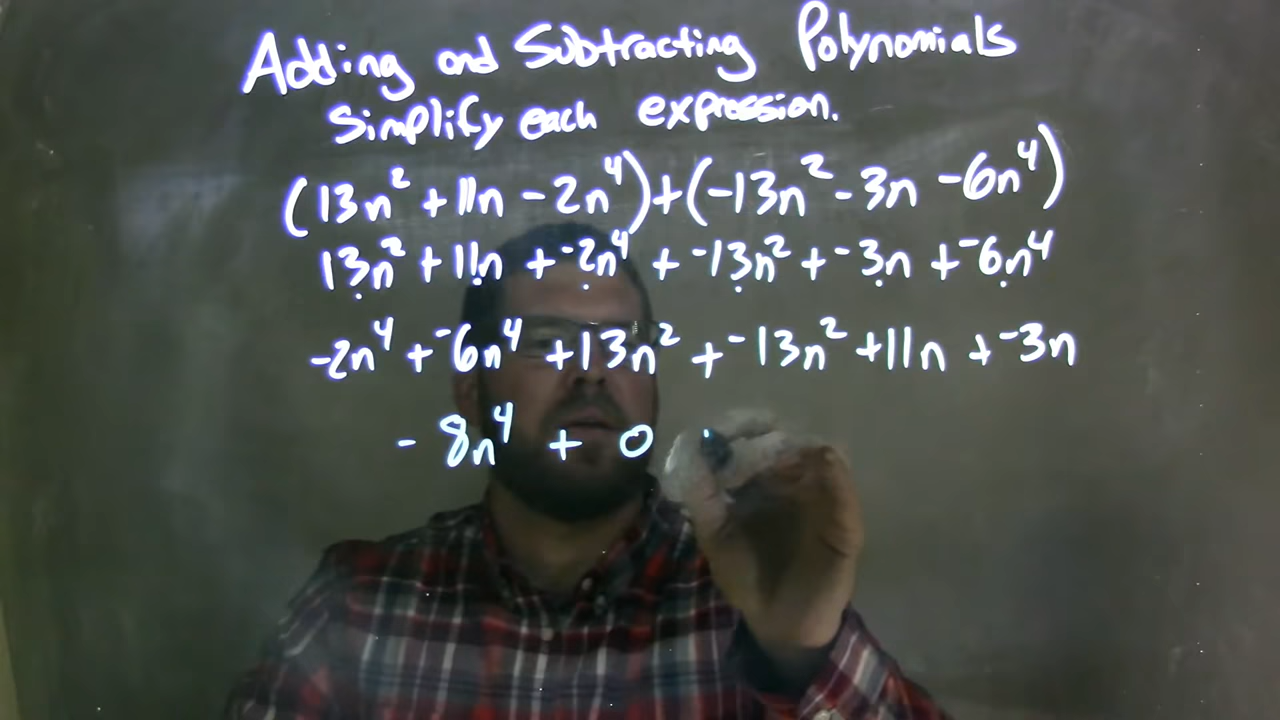 Adding and Subtracting Polynomials
Simplify each expression.
(13n² + 11n - 2n⁴) + (-13n² - 3n - 6n⁴)
13n² + 11n + ⁻2n⁴ + ⁻13n² + ⁻3n + ⁻6n⁴
-2n⁴ + ⁻6n⁴ + 13n² + ⁻13n² + 11n + ⁻3n
- 8n⁴ + 0